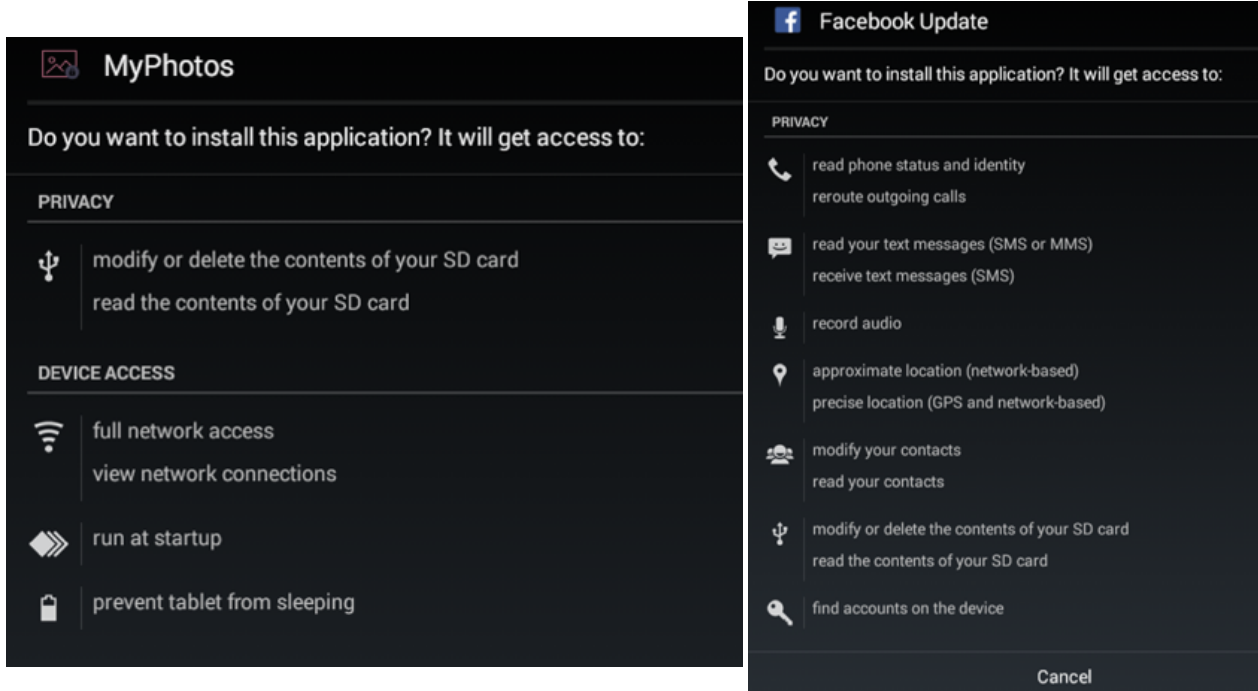 MyPhotos
Do you want to install this application? It will get access to:
PRIVACY
modify or delete the contents of your SD card
read the contents of your SD card
DEVICE ACCESS
full network access
view network connections
run at startup
prevent tablet from sleeping
Facebook Update
Do you want to install this application? It will get access to:
PRIVACY
read phone status and identity
reroute outgoing calls
read your text messages (SMS or MMS)
receive text messages (SMS)
record audio
approximate location (network-based)
precise location (GPS and network-based)
modify your contacts
read your contacts
modify or delete the contents of your SD card
read the contents of your SD card
find accounts on the device
Cancel